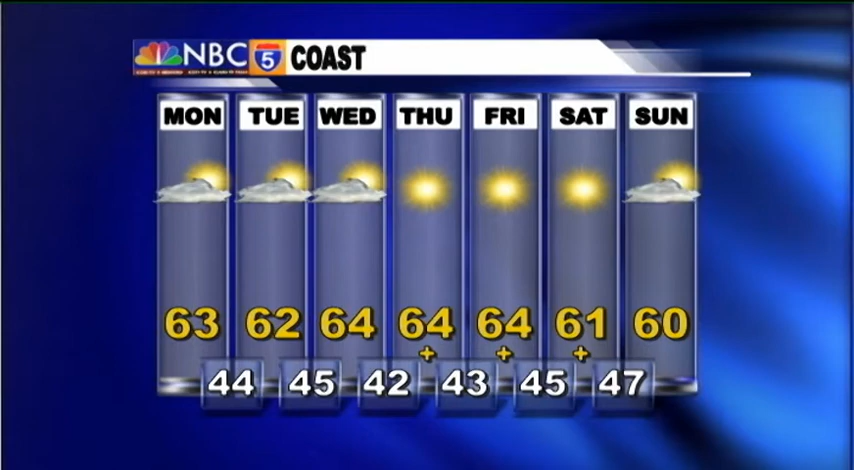 NBC 5 COAST
MON TUE WED THU FRI SAT SUN
63 62 64 64 64 61 60
+ + +
44 45 42 43 45 47